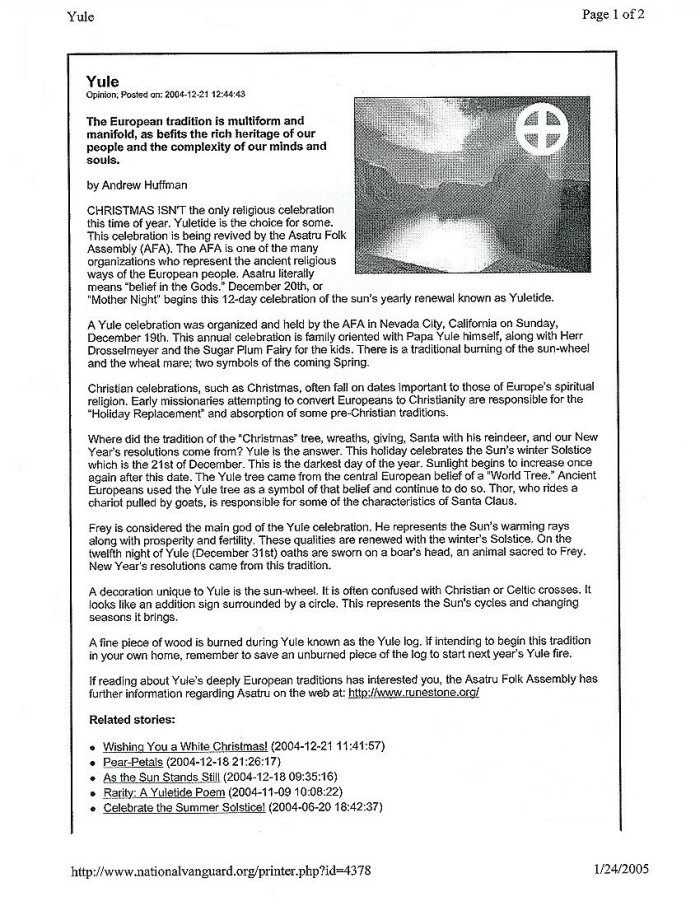 Yule
Page 1 of 2
Yule
Opinion; Posted on: 2004-12-21 12:44:43
The European tradition is multiform and
manifold, as befits the rich heritage of our
people and the complexity of our minds and
souls.
by Andrew Huffman
CHRISTMAS ISN'T the only religious celebration
this time of year. Yuletide is the choice for some.
This celebration is being revived by the Asatru Folk
Assembly (AFA). The AFA is one of the many
organizations who represent the ancient religious
ways of the European people. Asatru literally
means "belief in the Gods." December 20th, or
"Mother Night" begins this 12-day celebration of the sun's yearly renewal known as Yuletide.
A Yule celebration was organized and held by the AFA in Nevada City, California on Sunday,
December 19th. This annual celebration is family oriented with Papa Yule himself, along with Herr
Drosselmeyer and the Sugar Plum Fairy for the kids. There is a traditional burning of the sun-wheel
and the wheat mare; two symbols of the coming Spring.
Christian celebrations, such as Christmas, often fall on dates important to those of Europe's spiritual
religion. Early missionaries attempting to convert Europeans to Christianity are responsible for the
"Holiday Replacement" and absorption of some pre-Christian traditions.
Where did the tradition of the "Christmas" tree, wreaths, giving, Santa with his reindeer, and our New
Year's resolutions come from? Yule is the answer. This holiday celebrates the Sun's winter Solstice
which is the 21st of December. This is the darkest day of the year. Sunlight begins to increase once
again after this date. The Yule tree came from the central European belief of a "World Tree." Ancient
Europeans used the Yule tree as a symbol of that belief and continue to do so. Thor, who rides a
chariot pulled by goats, is responsible for some of the characteristics of Santa Claus.
Frey is considered the main god of the Yule celebration. He represents the Sun's warming rays
along with prosperity and fertility. These qualities are renewed with the winter's Solstice. On the
twelfth night of Yule (December 31st) oaths are sworn on a boar's head, an animal sacred to Frey.
New Year's resolutions came from this tradition.
A decoration unique to Yule is the sun-wheel. It is often confused with Christian or Celtic crosses. It
looks like an addition sign surrounded by a circle. This represents the Sun's cycles and changing
seasons it brings.
A fine piece of wood is burned during Yule known as the Yule log. If intending to begin this tradition
in your own home, remember to save an unburned piece of the log to start next year's Yule fire.
If reading about Yule's deeply European traditions has interested you, the Asatru Folk Assembly has
further information regarding Asatru on the web at: http://www.runestone.org/
Related stories:
• Wishing You a White Christmas! (2004-12-21 11:41:57)
• Pear-Petals (2004-12-18 21:26:17)
• As the Sun Stands Still (2004-12-18 09:35:16)
• Rarity: A Yuletide Poem (2004-11-09 10:08:22)
• Celebrate the Summer Solstice! (2004-06-20 18:42:37)
http://www.nationalvanguard.org/printer.php?id=4378
1/24/2005